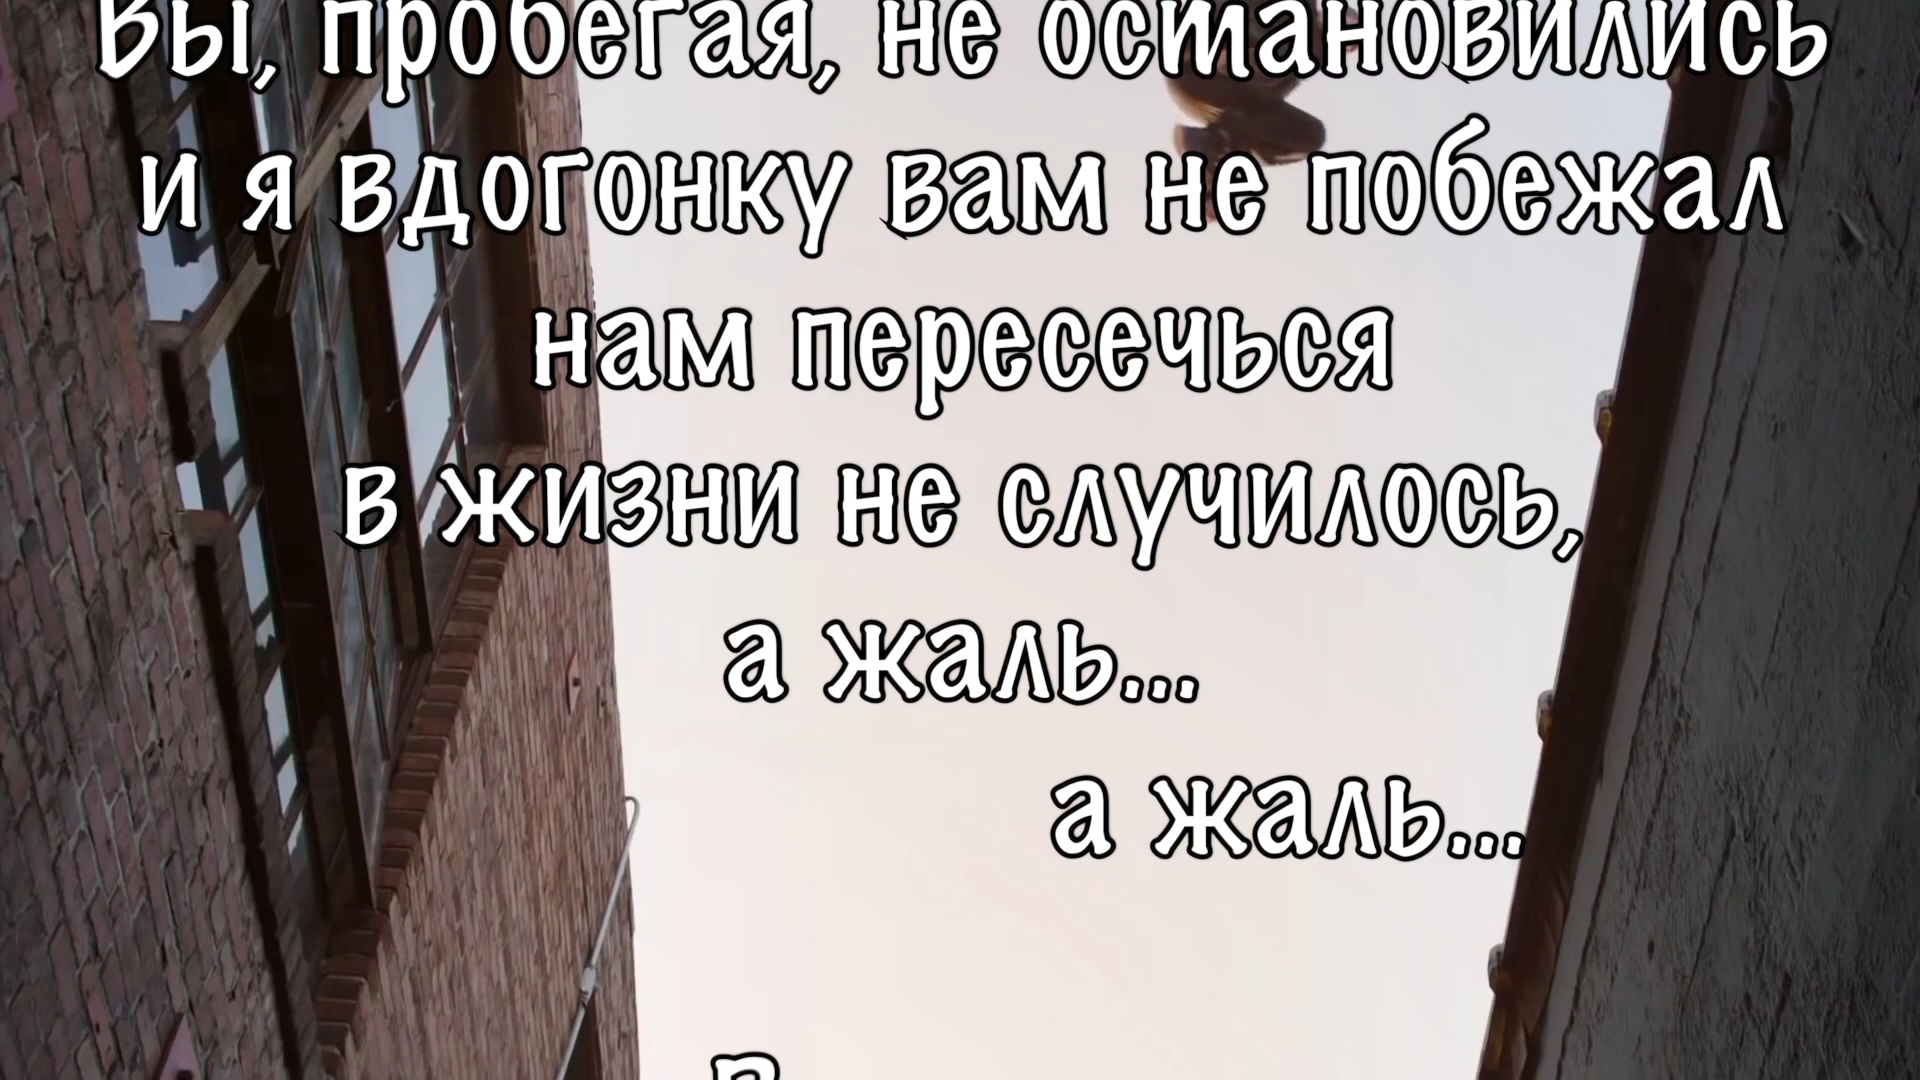 Вы, пробегая, не остановились
и я вдогонку вам не побежал
нам пересечься
в жизни не случилось,
а жаль...
а жаль...